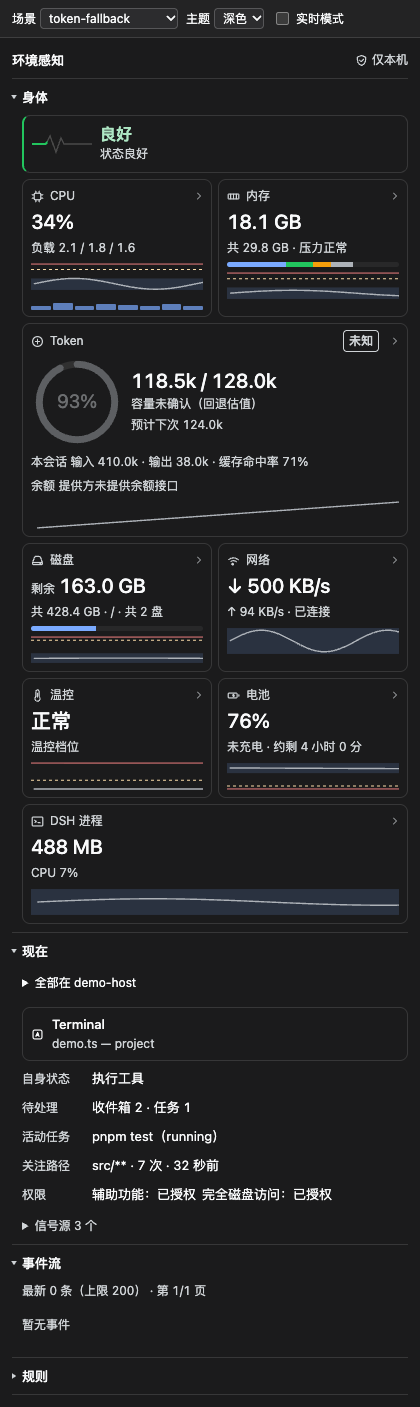 场景 token-fallback 主题 深色 实时模式
环境感知 仅本机
身体
良好
状态良好
CPU
34%
负载 2.1 / 1.8 / 1.6
内存
18.1 GB
共 29.8 GB · 压力正常
Token 未知
93%
118.5k / 128.0k
容量未确认（回退估值）
预计下次 124.0k
本会话 输入 410.0k · 输出 38.0k · 缓存命中率 71%
余额 提供方未提供余额接口
磁盘
剩余 163.0 GB
共 428.4 GB · / · 共 2 盘
网络
↓ 500 KB/s
↑ 94 KB/s · 已连接
温控
正常
温控档位
电池
76%
未充电 · 约剩 4 小时 0 分
DSH 进程
488 MB
CPU 7%
现在
全部在 demo-host
Terminal
demo.ts — project
自身状态 执行工具
待处理 收件箱 2 · 任务 1
活动任务 pnpm test（running）
关注路径 src/** · 7 次 · 32 秒前
权限 辅助功能：已授权 完全磁盘访问：已授权
信号源 3 个
事件流
最新 0 条（上限 200） · 第 1/1 页
暂无事件
规则